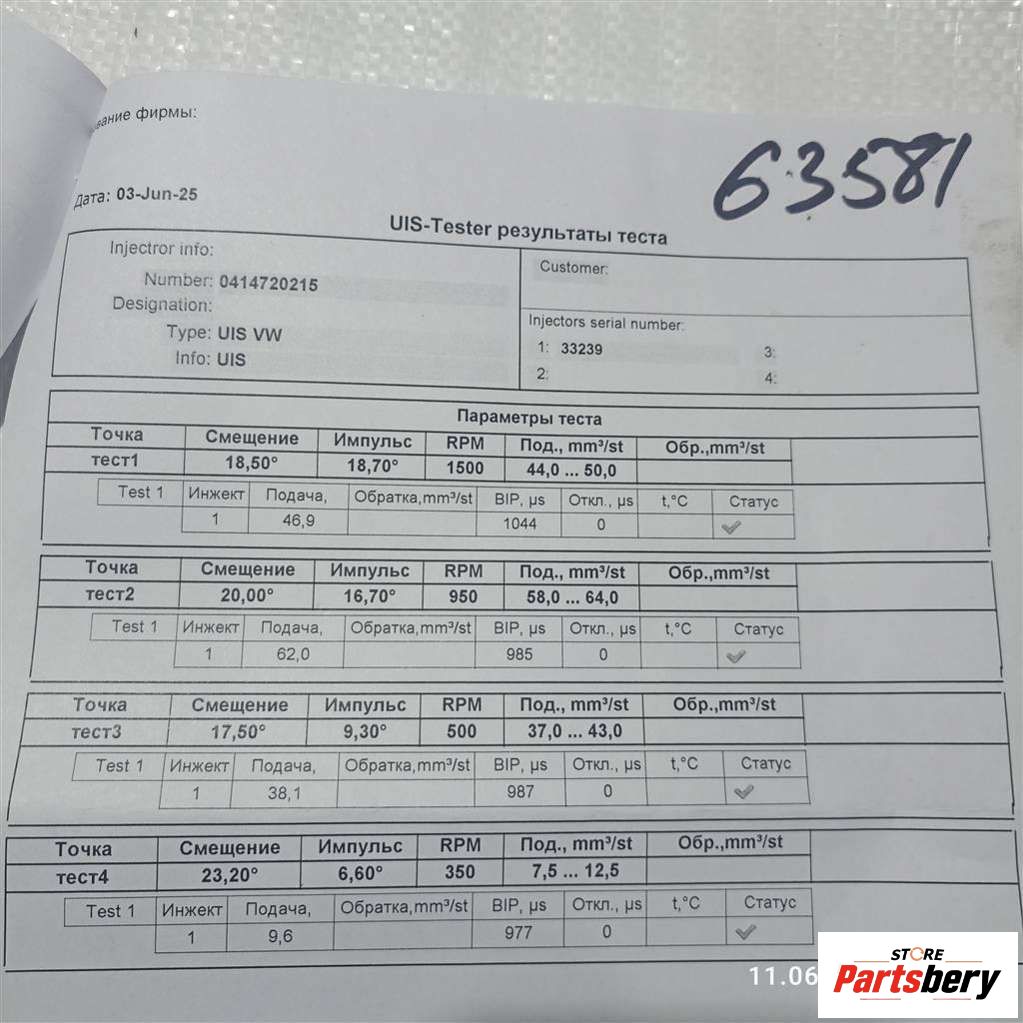 фирмы:
63581
Дата: 03-Jun-25
UIS-Tester результаты теста
Injectror info:
Number: 0414720215
Designation:
Type: UIS VW
Info: UIS
Customer:
Injectors serial number:
1: 33239 3:
2: 4:
Параметры теста
Точка Смещение Импульс RPM Под., mm³/st Обр.,mm³/st
тест1 18,50° 18,70° 1500 44,0 ... 50,0
Test 1 Инжект Подача, Обратка,mm³/st BIP, µs Откл., µs t,°C Статус
1 46,9 1044 0
Точка Смещение Импульс RPM Под., mm³/st Обр.,mm³/st
тест2 20,00° 16,70° 950 58,0 ... 64,0
Test 1 Инжект Подача, Обратка,mm³/st BIP, µs Откл., µs t,°C Статус
1 62,0 985 0
Точка Смещение Импульс RPM Под., mm³/st Обр.,mm³/st
тест3 17,50° 9,30° 500 37,0 ... 43,0
Test 1 Инжект Подача, Обратка,mm³/st BIP, µs Откл., µs t,°C Статус
1 38,1 987 0
Точка Смещение Импульс RPM Под., mm³/st Обр.,mm³/st
тест4 23,20° 6,60° 350 7,5 ... 12,5
Test 1 Инжект Подача, Обратка,mm³/st BIP, µs Откл., µs t,°C Статус
1 9,6 977 0
11.06
STORE
Partsbery